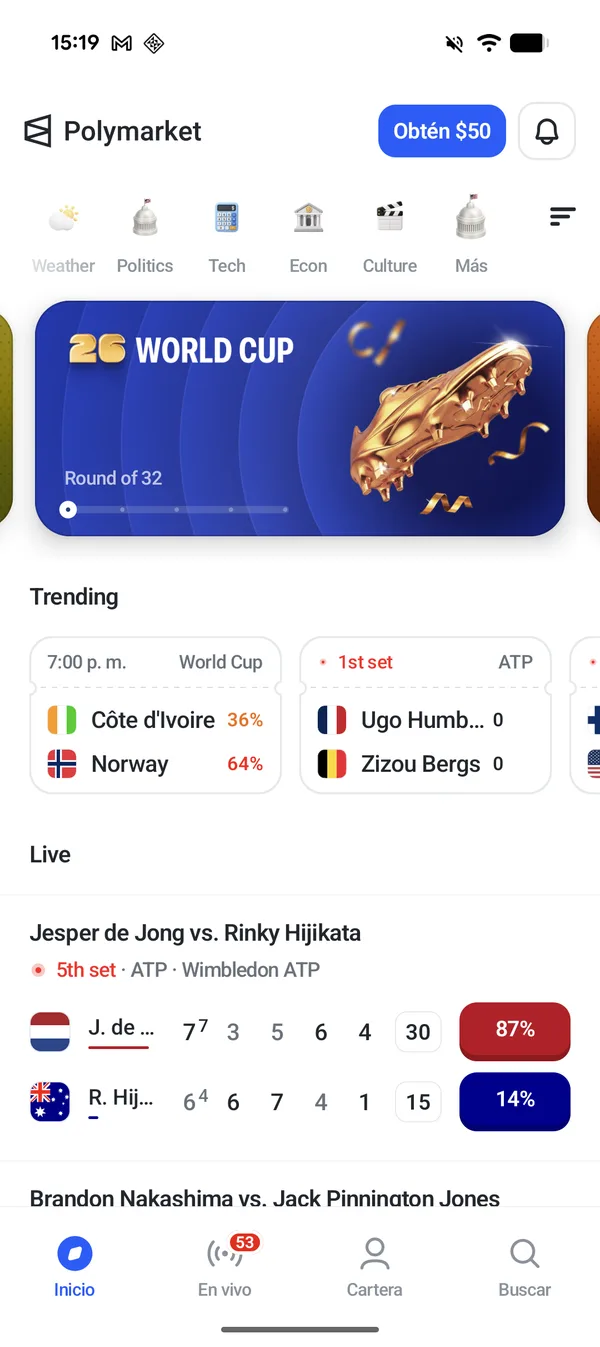 15:19
Polymarket
Obtén $50
Weather Politics Tech Econ Culture Más
26 WORLD CUP
Round of 32
Trending
7:00 p. m. World Cup
Côte d'Ivoire 36%
Norway 64%
1st set ATP
Ugo Humb... 0
Zizou Bergs 0
Live
Jesper de Jong vs. Rinky Hijikata
5th set · ATP · Wimbledon ATP
J. de ... 7 7 3 5 6 4 30 87%
R. Hij... 6 4 6 7 4 1 15 14%
Brandon Nakashima vs. Jack Pinnington Jones
53
Inicio En vivo Cartera Buscar